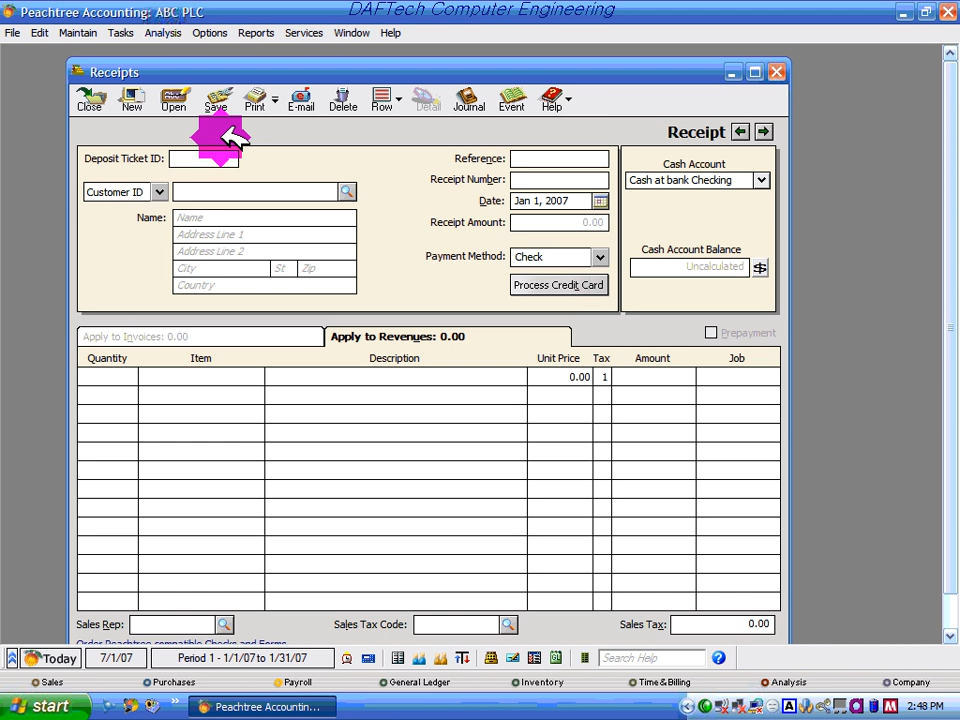 Peachtree Accounting: ABC PLC
DAFTech Computer Engineering
File Edit Maintain Tasks Analysis Options Reports Services Window Help
Receipts
Close New Open Save Print E-mail Delete Row Detail Journal Event Help
Receipt
Deposit Ticket ID:
Reference:
Cash Account
Receipt Number:
Cash at bank Checking
Customer ID
Date: Jan 1, 2007
Name: Name
Receipt Amount: 0.00
Address Line 1
Address Line 2
Cash Account Balance
Payment Method: Check
City St Zip
Uncalculated
Country
Process Credit Card
Apply to Invoices: 0.00
Apply to Revenues: 0.00
Prepayment
Quantity Item Description Unit Price Tax Amount Job
0.00 1
Sales Rep: Sales Tax Code: Sales Tax: 0.00
Order Peachtree compatible Checks and Forms
Today 7/1/07 Period 1 - 1/1/07 to 1/31/07 Search Help
Sales Purchases Payroll General Ledger Inventory Time & Billing Analysis Company
start Peachtree Accountin... A 2:48 PM